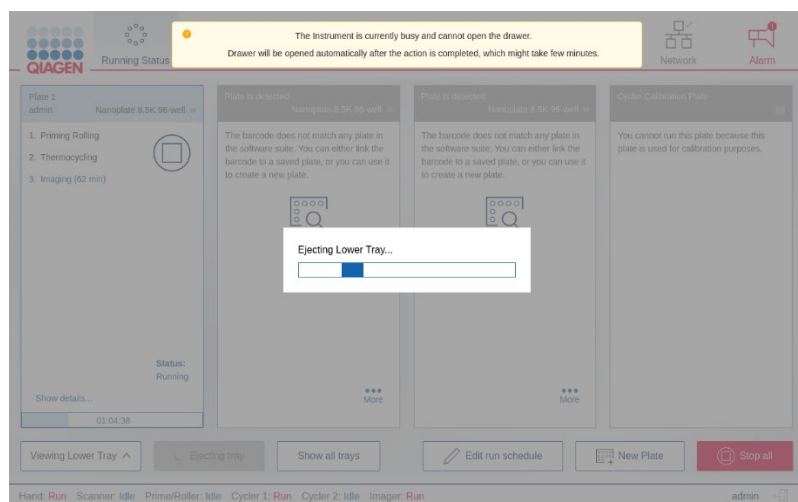 The Instrument is currently busy and cannot open the drawer.
Drawer will be opened automatically after the action is completed, which might take few minutes.
QIAGEN
Running Status
Network
Alarm
Plate 1
admin Nanoplate 8.5K 96-well
1. Priming Rolling
2. Thermocycling
3. Imaging (62 min)
Status:
Running
Show details...
01:04:38
Plate is detected
Nanoplate 8.5K 96-well
The barcode does not match any plate in
the software suite. You can either link the
barcode to a saved plate, or you can use it
to create a new plate.
More
Plate is detected
Nanoplate 8.5K 96-well
The barcode does not match any plate in
the software suite. You can either link the
barcode to a saved plate, or you can use it
to create a new plate.
More
Cycler Calibration Plate
You cannot run this plate because this
plate is used for calibration purposes.
Ejecting Lower Tray...
Viewing Lower Tray
Ejecting tray
Show all trays
Edit run schedule
New Plate
Stop all
Hand: Run Scanner: Idle Prime/Roller: Idle Cycler 1: Run Cycler 2: Idle Imager: Run
admin